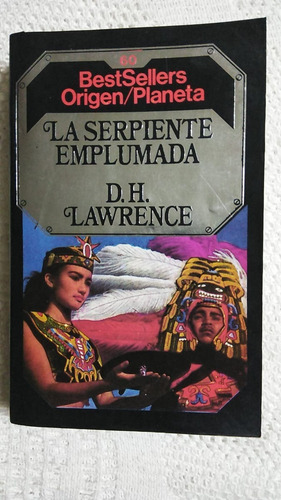 60
BestSellers
Origen/Planeta
LA SERPIENTE
EMPLUMADA
D.H.
LAWRENCE